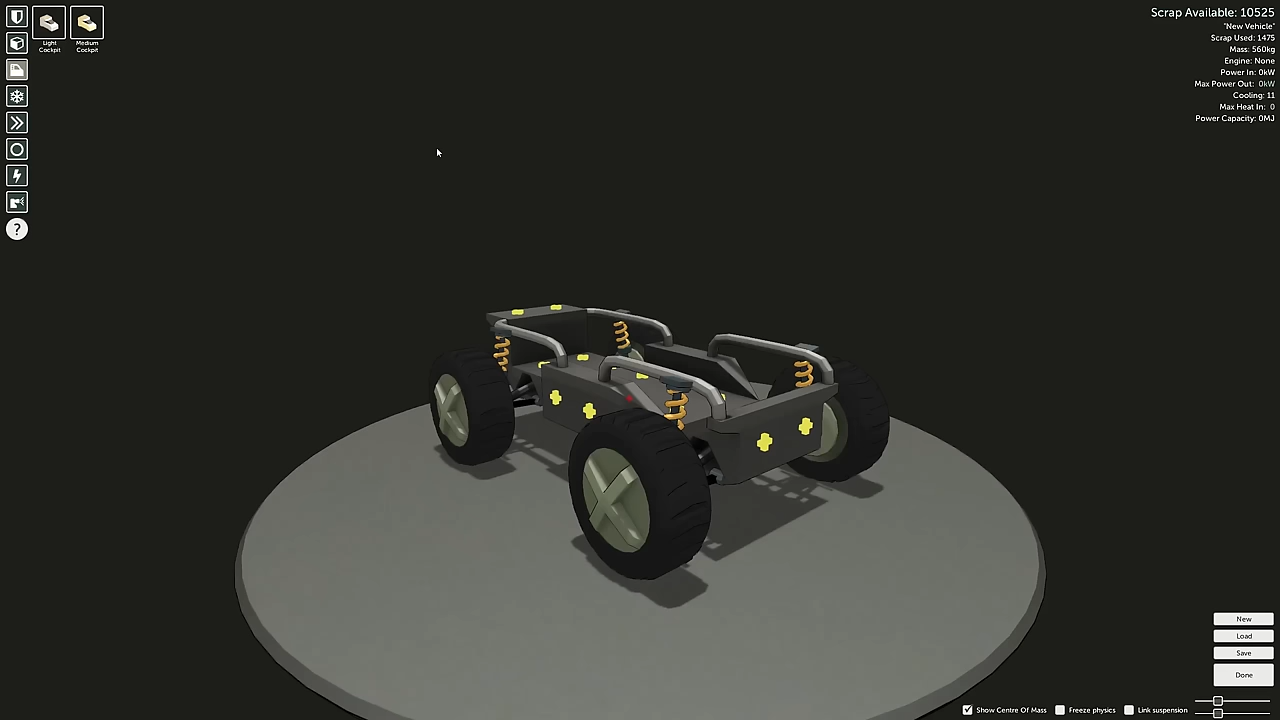 Light
Cockpit
Medium
Cockpit
?
Scrap Available: 10525
"New Vehicle"
Scrap Used: 1475
Mass: 560kg
Engine: None
Power In: 0kW
Max Power Out: 0kW
Cooling: 11
Max Heat In: 0
Power Capacity: 0MJ
New
Load
Save
Done
Show Centre Of Mass
Freeze physics
Link suspension